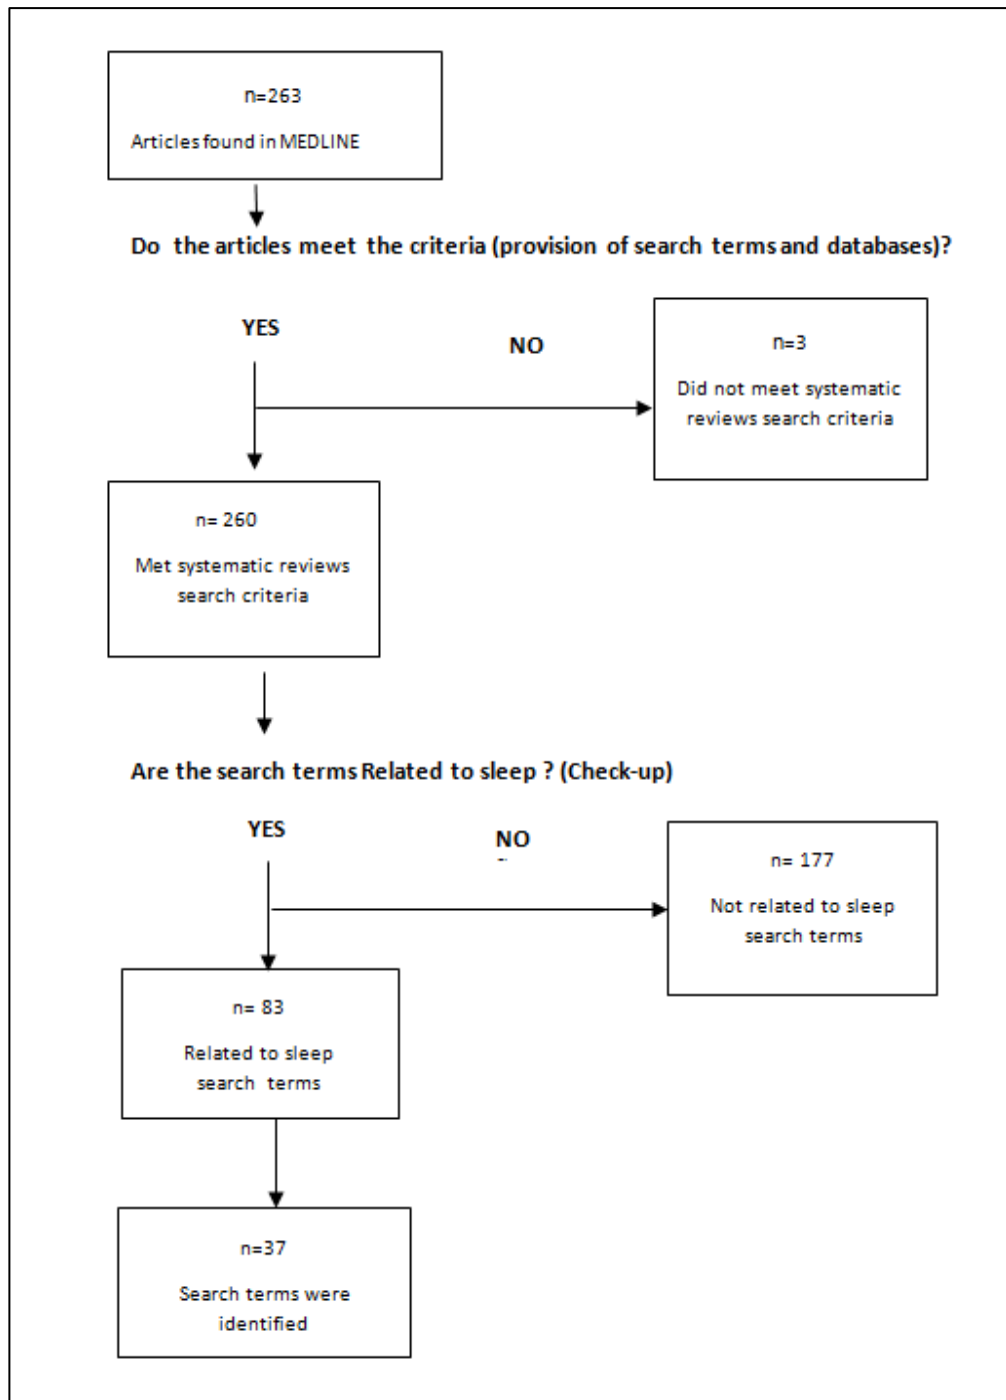 n=263
Articles found in MEDLINE
Do the articles meet the criteria (provision of search terms and databases)?
YES
NO
n=3
Did not meet systematic
reviews search criteria
n= 260
Met systematic reviews
search criteria
Are the search terms Related to sleep ? (Check-up)
YES
NO
n= 177
Not related to sleep
search terms
n= 83
Related to sleep
search terms
n=37
Search terms were
identified